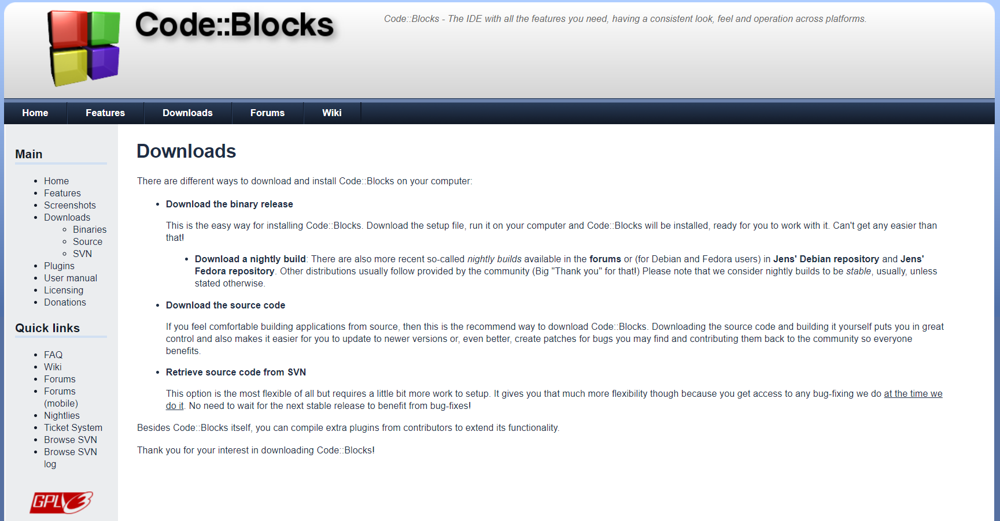 Code::Blocks
Code::Blocks - The IDE with all the features you need, having a consistent look, feel and operation across platforms.
Home
Features
Downloads
Forums
Wiki
Main
Home
Features
Screenshots
Downloads
Binaries
Source
SVN
Plugins
User manual
Licensing
Donations
Quick links
FAQ
Wiki
Forums
Forums
(mobile)
Nightlies
Ticket System
Browse SVN
Browse SVN
log
GPLv3
Downloads
There are different ways to download and install Code::Blocks on your computer:
Download the binary release
This is the easy way for installing Code::Blocks. Download the setup file, run it on your computer and Code::Blocks will be installed, ready for you to work with it. Can't get any easier than
that!
Download a nightly build: There are also more recent so-called nightly builds available in the forums or (for Debian and Fedora users) in Jens' Debian repository and Jens'
Fedora repository. Other distributions usually follow provided by the community (Big "Thank you" for that!) Please note that we consider nightly builds to be stable, usually, unless
stated otherwise.
Download the source code
If you feel comfortable building applications from source, then this is the recommend way to download Code::Blocks. Downloading the source code and building it yourself puts you in great
control and also makes it easier for you to update to newer versions or, even better, create patches for bugs you may find and contributing them back to the community so everyone
benefits.
Retrieve source code from SVN
This option is the most flexible of all but requires a little bit more work to setup. It gives you that much more flexibility though because you get access to any bug-fixing we do at the time we
do it. No need to wait for the next stable release to benefit from bug-fixes!
Besides Code::Blocks itself, you can compile extra plugins from contributors to extend its functionality.
Thank you for your interest in downloading Code::Blocks!